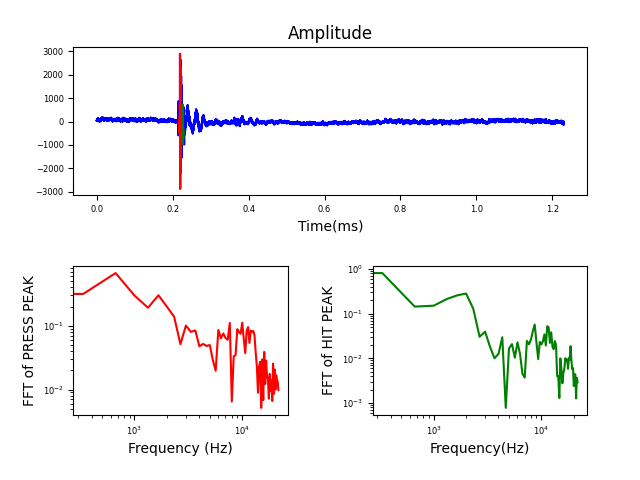 Amplitude
3000
2000
1000
0
−1000
−2000
−3000
0.0 0.2 0.4 0.6 0.8 1.0 1.2
Time(ms)
FFT of PRESS PEAK
10⁻¹
10⁻²
10³ 10⁴
Frequency (Hz)
FFT of HIT PEAK
10⁰
10⁻¹
10⁻²
10⁻³
10³ 10⁴
Frequency(Hz)